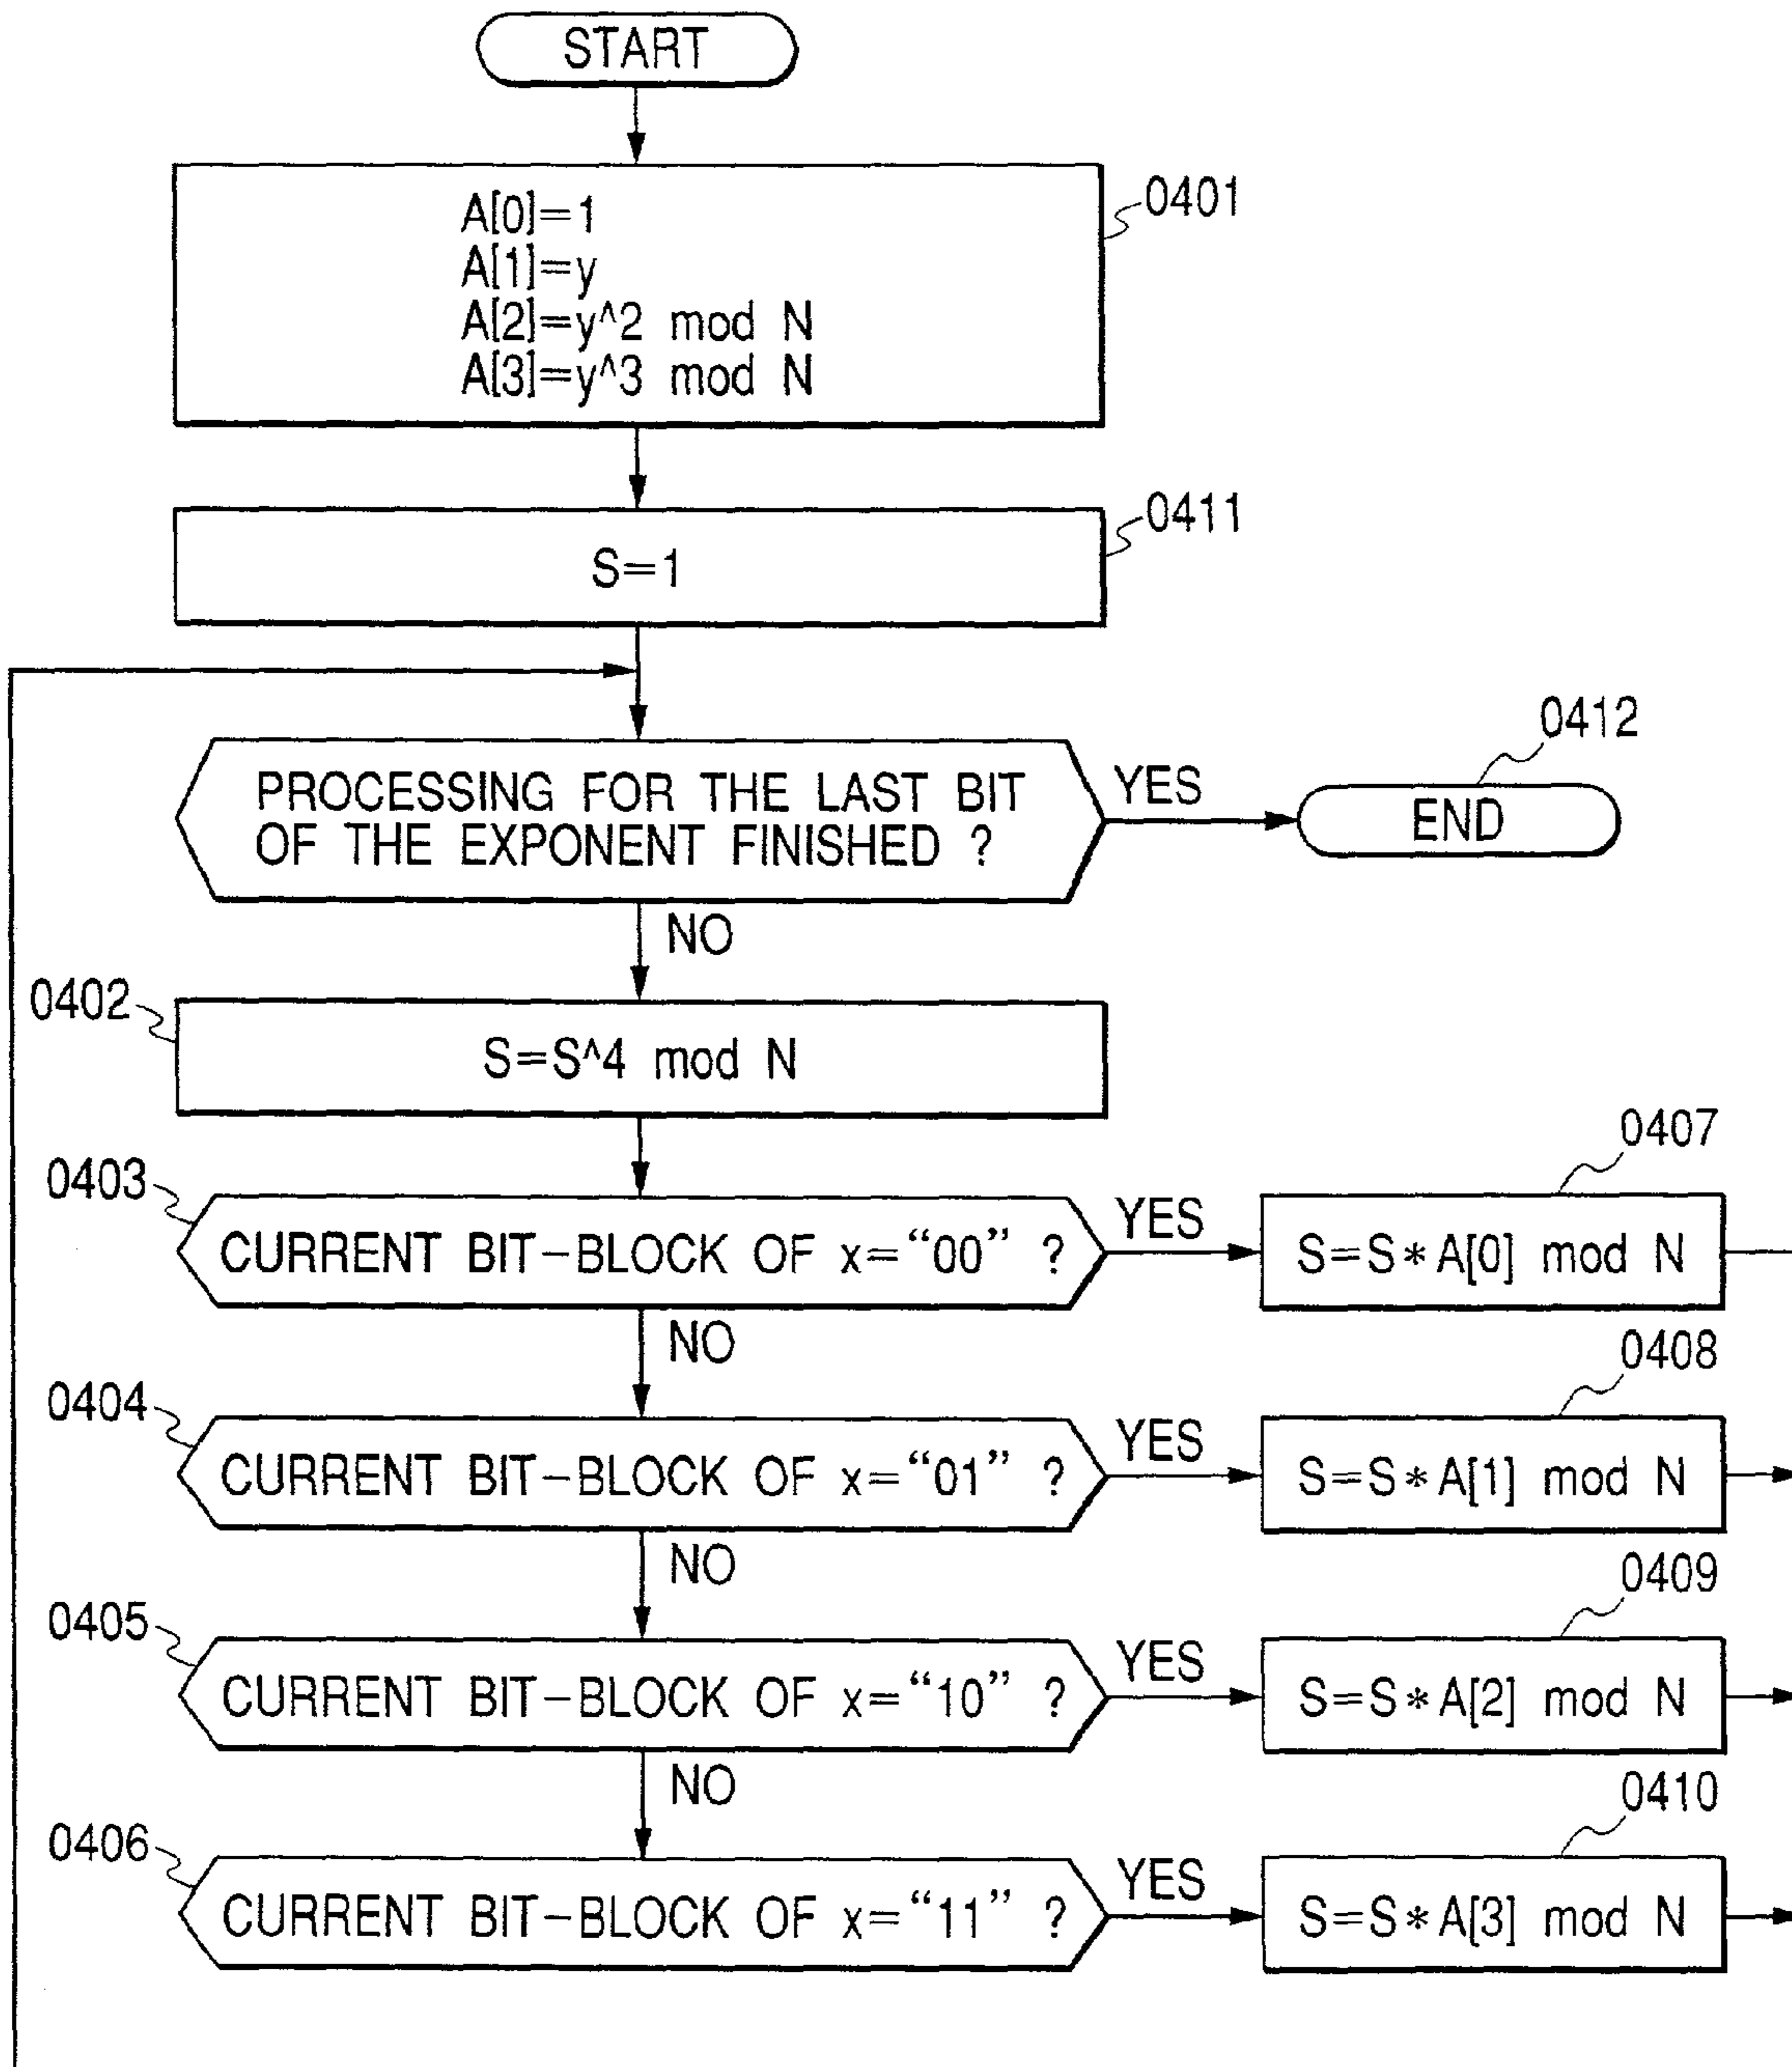 START
A[0]=1
A[1]=y
A[2]=y^2 mod N
A[3]=y^3 mod N
0401
S=1
0411
PROCESSING FOR THE LAST BIT
OF THE EXPONENT FINISHED ?
YES
END
0412
NO
0402
S=S^4 mod N
0403
CURRENT BIT-BLOCK OF x="00" ?
YES
S=S*A[0] mod N
0407
NO
0404
CURRENT BIT-BLOCK OF x="01" ?
YES
S=S*A[1] mod N
0408
NO
0405
CURRENT BIT-BLOCK OF x="10" ?
YES
S=S*A[2] mod N
0409
NO
0406
CURRENT BIT-BLOCK OF x="11" ?
YES
S=S*A[3] mod N
0410